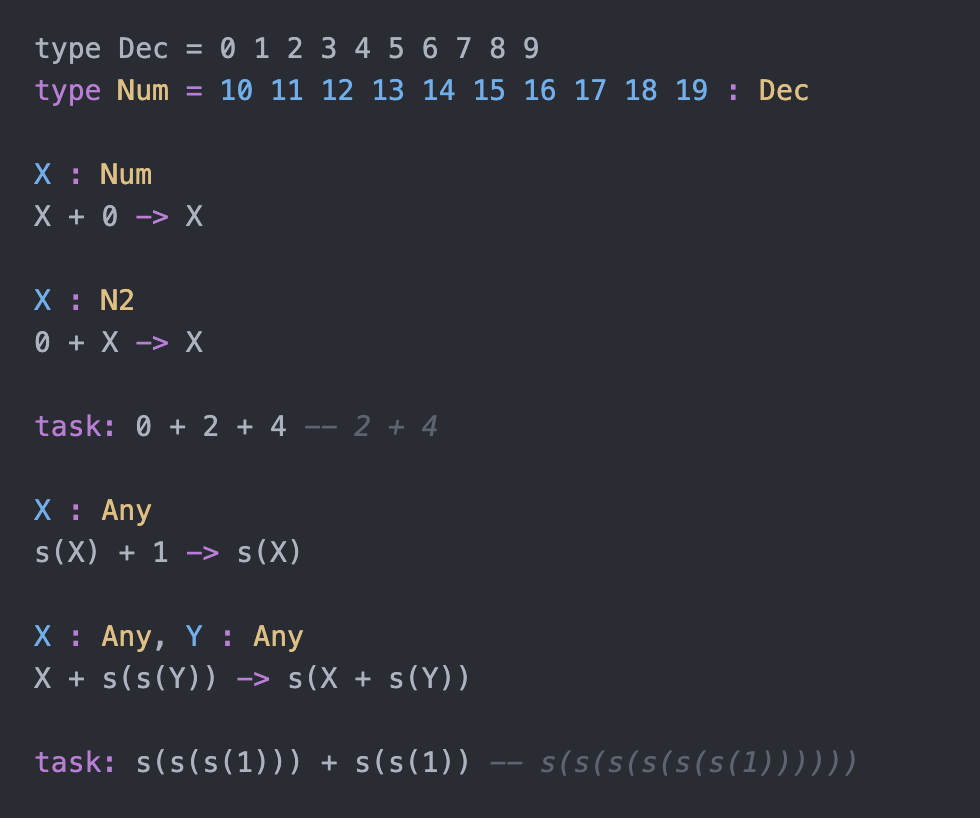 type Dec = 0 1 2 3 4 5 6 7 8 9
type Num = 10 11 12 13 14 15 16 17 18 19 : Dec
X : Num
X + 0 -> X
X : N2
0 + X -> X
task: 0 + 2 + 4 -- 2 + 4
X : Any
s(X) + 1 -> s(X)
X : Any, Y : Any
X + s(s(Y)) -> s(X + s(Y))
task: s(s(s(1))) + s(s(1)) -- s(s(s(s(s(s(1))))))